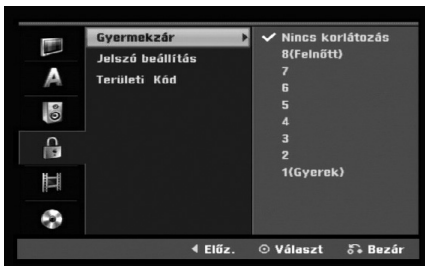 Gyermekzár
Jelszó beállítás
Területi Kód
Nincs korlátozás
8(Felnőtt)
7
6
5
4
3
2
1(Gyerek)
A
Előz. Választ Bezár